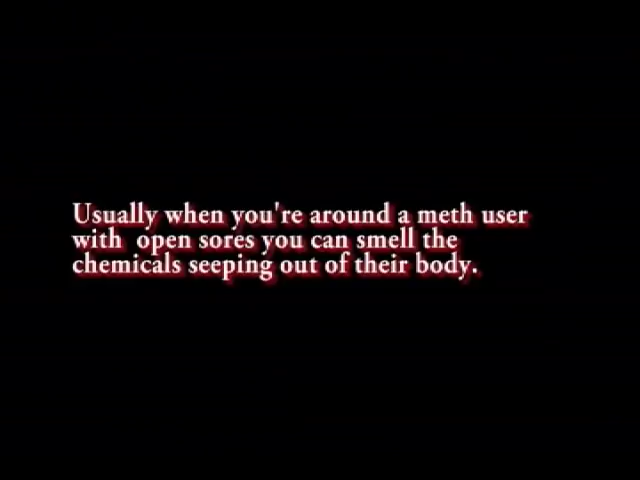 Usually when you're around a meth user
with  open sores you can smell the
chemicals seeping out of their body.